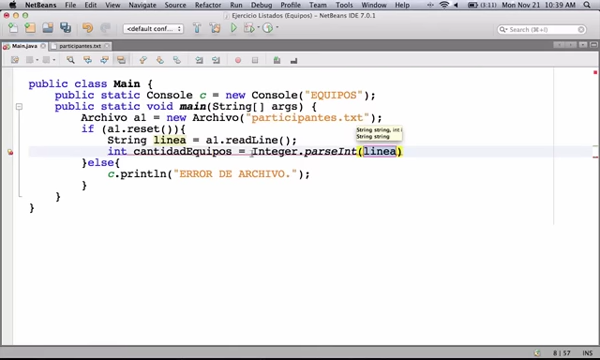 NetBeans File Edit View Navigate Source Refactor Run Debug Profile Team Tools Window Help (3:11) Mon Nov 21 10:39 AM
Ejercicio Listados (Equipos) - NetBeans IDE 7.0.1
<default conf... Search (⌘+I)
Main.java participantes.txt
public class Main {
public static Console c = new Console("EQUIPOS");
public static void main(String[] args) {
Archivo a1 = new Archivo("participantes.txt");
if (a1.reset()){
String string, int i
String string
String linea = a1.readLine();
int cantidadEquipos = Integer.parseInt(linea)
}else{
c.println("ERROR DE ARCHIVO.");
}
}
}
8 | 57 INS